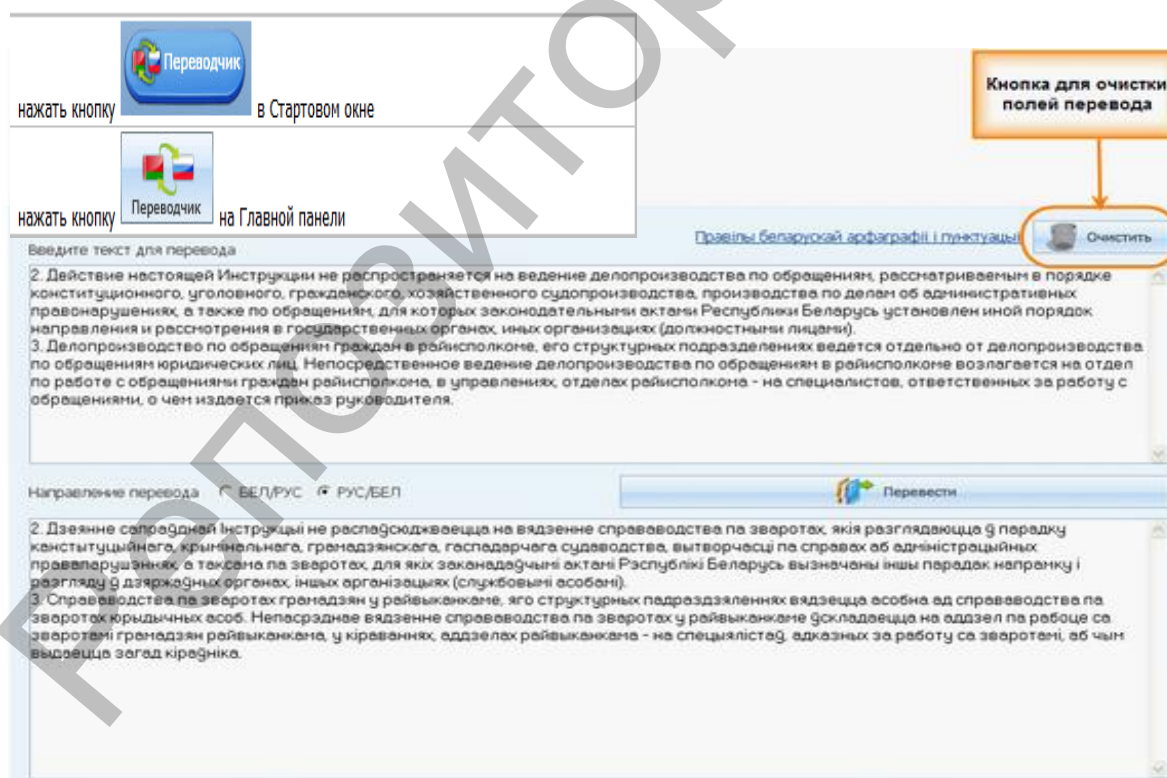 Переводчик
нажать кнопку в Стартовом окне
Переводчик
нажать кнопку на Главной панели
Кнопка для очистки
полей перевода
Введите текст для перевода
Правілы беларускай арфаграфіі і пунктуацыі
Очистить
2. Действие настоящей Инструкции не распространяется на ведение делопроизводства по обращениям, рассматриваемым в порядке
конституционного, уголовного, гражданского, хозяйственного судопроизводства, производства по делам об административных
правонарушениях, а также по обращениям, для которых законодательными актами Республики Беларусь установлен иной порядок
направления и рассмотрения в государственных органах, иных организациях (должностными лицами).
3. Делопроизводство по обращениям граждан в райисполкоме, его структурных подразделениях ведется отдельно от делопроизводства
по обращениям юридических лиц. Непосредственное ведение делопроизводства по обращениям в райисполкоме возлагается на отдел
по работе с обращениями граждан райисполкома, в управлениях, отделах райисполкома - на специалистов, ответственных за работу с
обращениями, о чем издается приказ руководителя.
Направление перевода БЕЛ/РУС РУС/БЕЛ
Перевести
2. Дзеянне сапраўднай Інструкцыі не распаўсюджваецца на вядзенне справаводства па зваротах, якія разглядаюцца ў парадку
канстытуцыйнага, крымінальнага, грамадзянскага, гаспадарчага судаводства, вытворчасці па справах аб адміністрацыйных
правапарушэннях, а таксама па зваротах, для якіх заканадаўчымі актамі Рэспублікі Беларусь вызначаны іншы парадак напрамку і
разгляду ў дзяржаўных органах, іншых арганізацыях (службовымі асобамі).
3. Справаводства па зваротах грамадзян у райвыканкаме, яго структурных падраздзяленнях вядзецца асобна ад справаводства па
зваротах юрыдычных асоб. Непасрэднае вядзенне справаводства па зваротах у райвыканкаме ўскладаецца на аддзел па рабоце са
зваротамі грамадзян райвыканкама, у кіраваннях, аддзелах райвыканкама - на спецыялістаў, адказных за работу са зваротамі, аб чым
выдаецца загад кіраўніка.